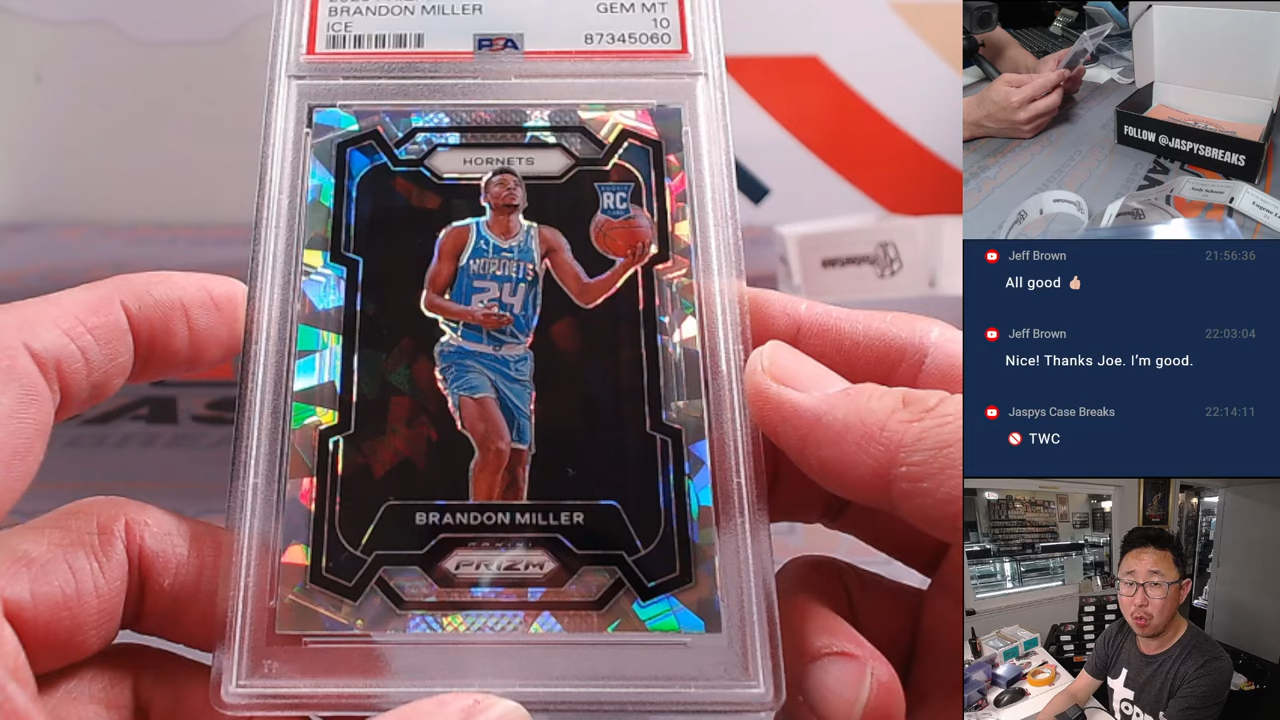 BRANDON MILLER
GEM MT
ICE
10
PSA
87345060
HORNETS
ROOKIE
RC
CARD
HORNETS
24
BRANDON MILLER
PANINI
PRIZM
FOLLOW @JASPYSBREAKS
Jeff Brown
21:56:36
All good 👍🏼
Jeff Brown
22:03:04
Nice! Thanks Joe. I'm good.
Jaspys Case Breaks
22:14:11
🚫 TWC